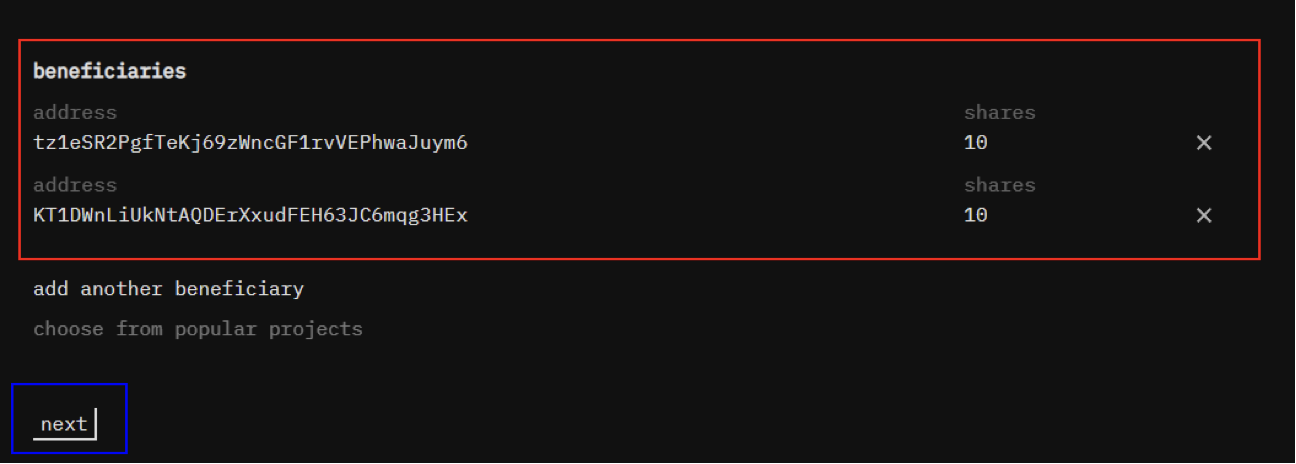 beneficiaries
address shares
tz1eSR2PgfTeKj69zWncGF1rvVEPhwaJuym6 10 ×
address shares
KT1DWnLiUkNtAQDErXxudFEH63JC6mqg3HEx 10 ×
add another beneficiary
choose from popular projects
next